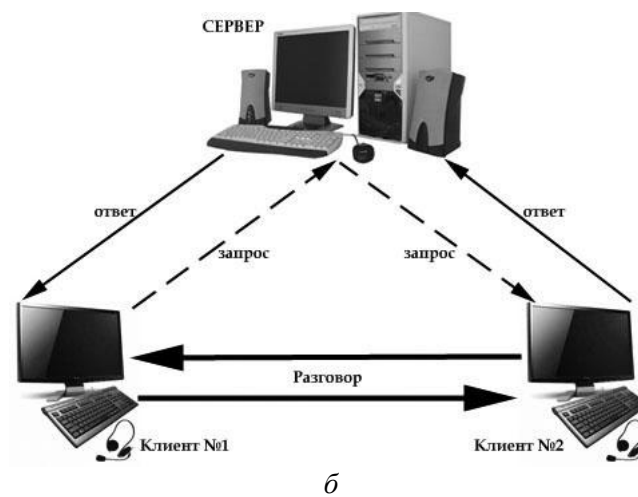 СЕРВЕР
ответ
ответ
запрос
запрос
Разговор
Клиент №1
Клиент №2
б